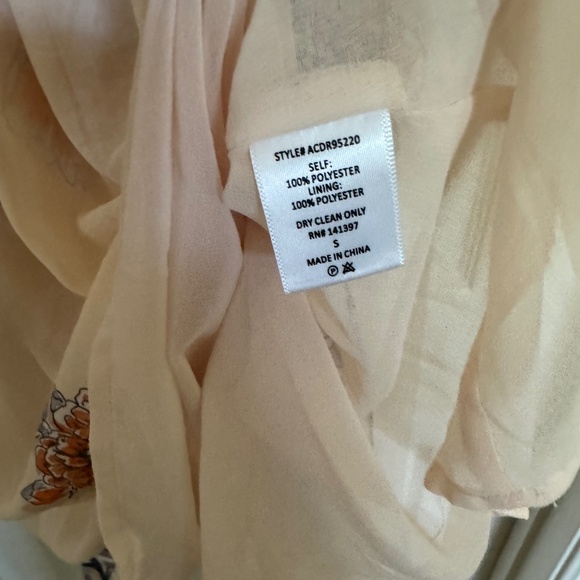 STYLE# ACDR95220
SELF:
100% POLYESTER
LINING:
100% POLYESTER
DRY CLEAN ONLY
RN# 141397
S
MADE IN CHINA
P